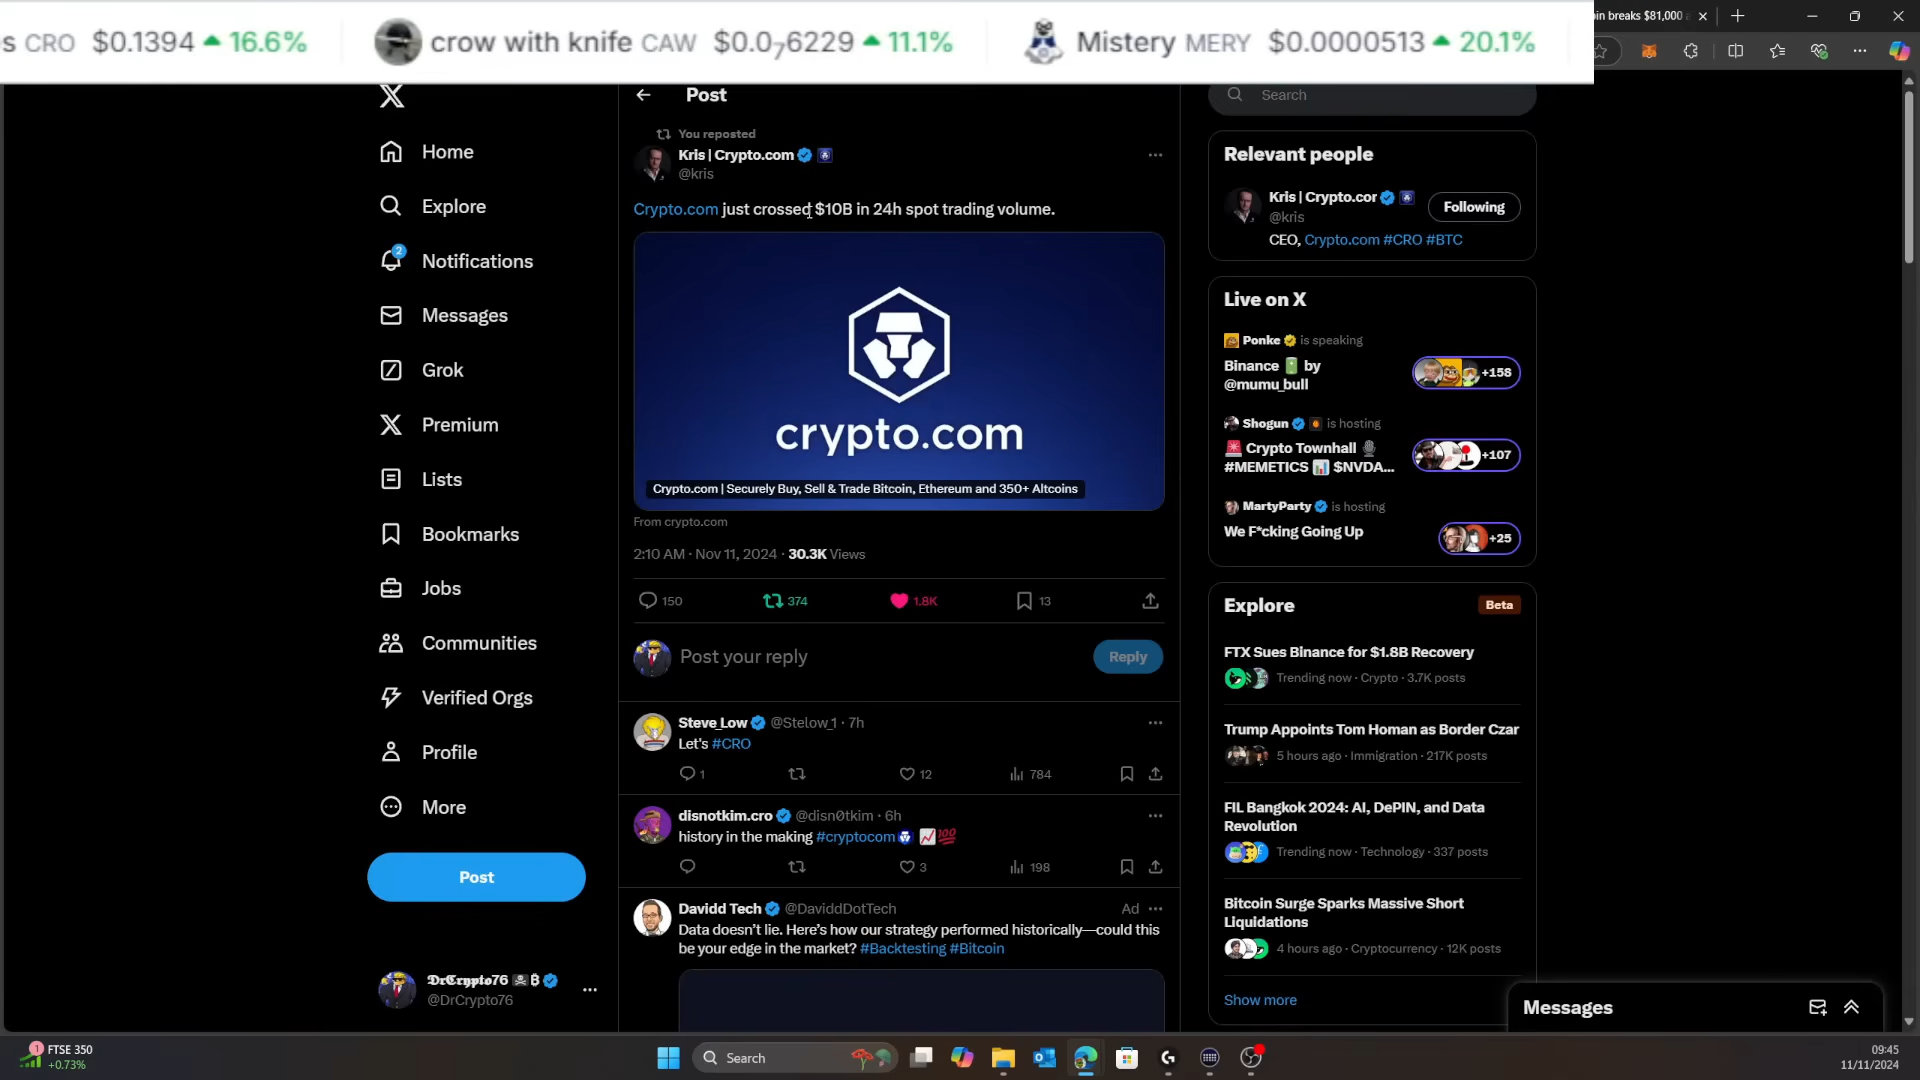 s CRO $0.1394 ▲ 16.6%
crow with knife CAW $0.0₇6229 ▲ 11.1%
Mistery MERY $0.0000513 ▲ 20.1%
in breaks $81,000
Post
Search
You reposted
Kris | Crypto.com
@kris
Crypto.com just crossed $10B in 24h spot trading volume.
crypto.com
Crypto.com | Securely Buy, Sell & Trade Bitcoin, Ethereum and 350+ Altcoins
From crypto.com
2:10 AM · Nov 11, 2024 · 30.3K Views
150
374
1.8K
13
Post your reply
Reply
Steve_Low @Stelow_1 · 7h
Let's #CRO
1
12
784
disnotkim.cro @disn0tkim · 6h
history in the making #cryptocom 📈💯
3
198
Davidd Tech @DaviddDotTech
Ad
Data doesn't lie. Here's how our strategy performed historically—could this
be your edge in the market? #Backtesting #Bitcoin
Home
Explore
2
Notifications
Messages
Grok
Premium
Lists
Bookmarks
Jobs
Communities
Verified Orgs
Profile
More
Post
𝕯𝖗𝕮𝖗𝖞𝖕𝖙𝖔76 ☠ ₿
@DrCrypto76
Relevant people
Kris | Crypto.cor
@kris
Following
CEO, Crypto.com #CRO #BTC
Live on X
Ponke is speaking
Binance 🔋 by
@mumu_bull
+158
Shogun is hosting
🚨 Crypto Townhall 🎙
#MEMETICS 📊 $NVDA...
+107
MartyParty is hosting
We F*cking Going Up
+25
Explore
Beta
FTX Sues Binance for $1.8B Recovery
Trending now · Crypto · 3.7K posts
Trump Appoints Tom Homan as Border Czar
5 hours ago · Immigration · 217K posts
FIL Bangkok 2024: AI, DePIN, and Data
Revolution
Trending now · Technology · 337 posts
Bitcoin Surge Sparks Massive Short
Liquidations
4 hours ago · Cryptocurrency · 12K posts
Show more
Messages
1
FTSE 350
+0.73%
Search
09:45
11/11/2024